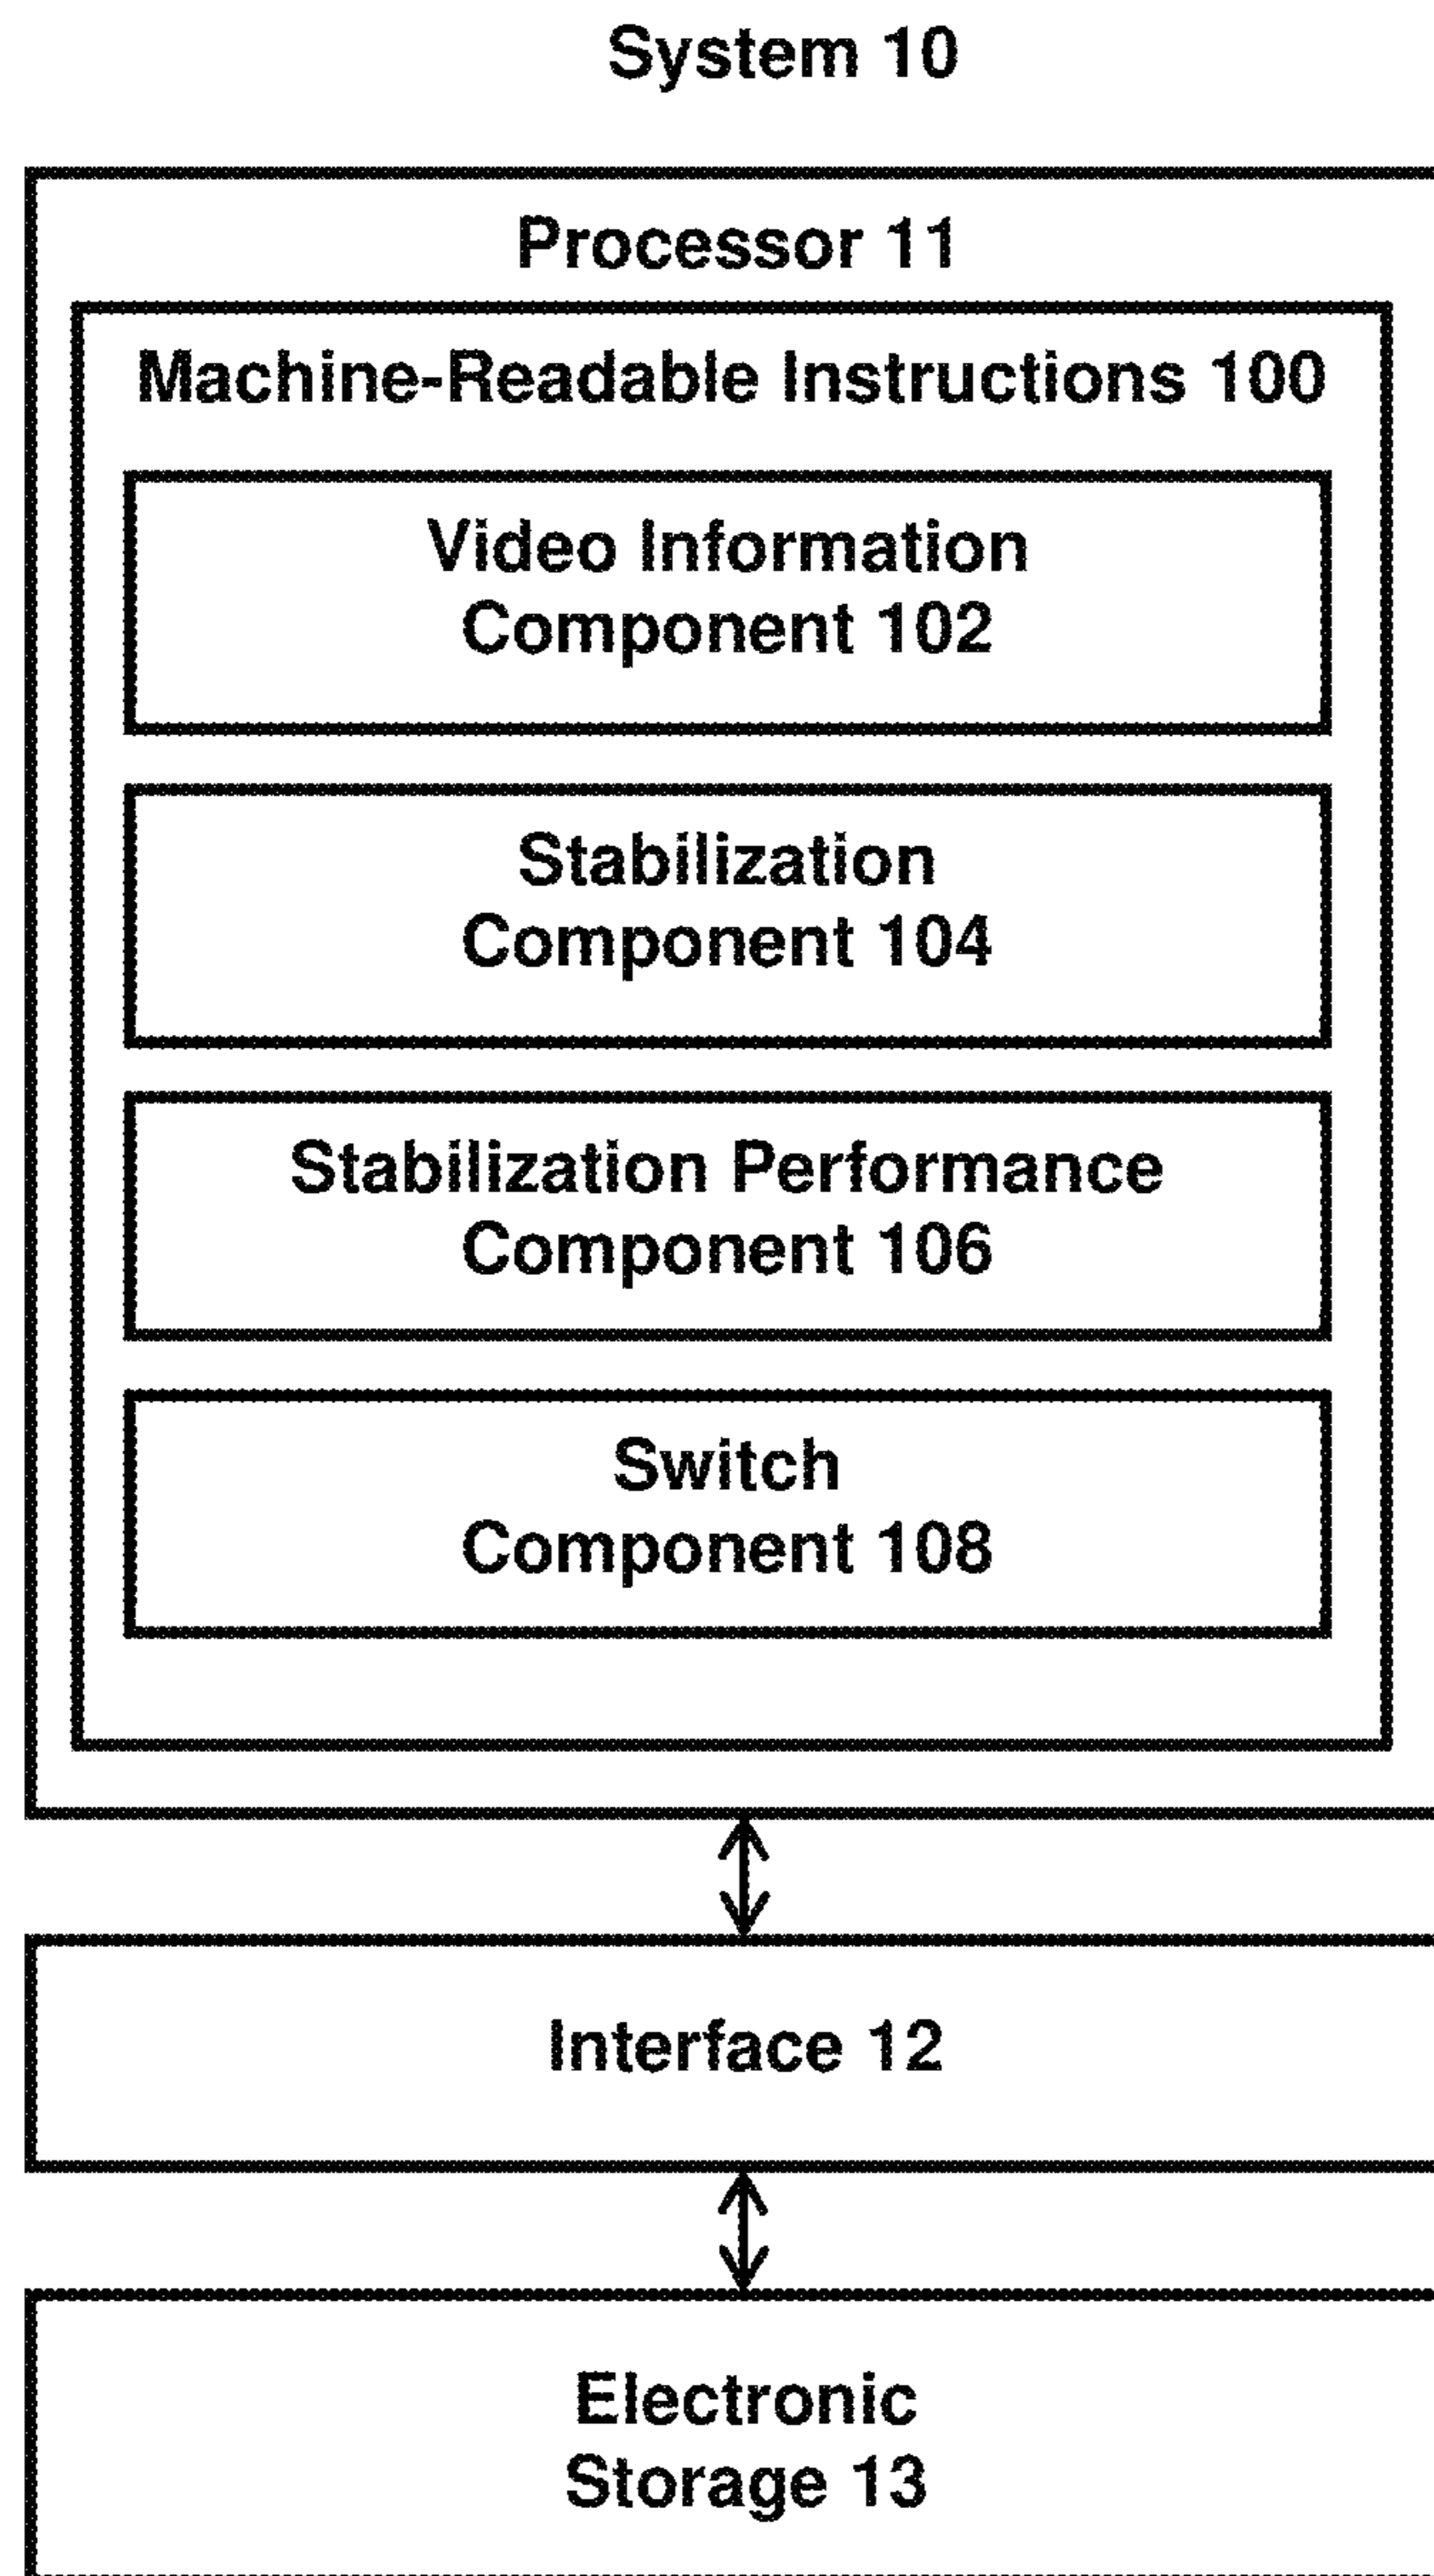 System 10
Processor 11
Machine-Readable Instructions 100
Video Information
Component 102
Stabilization
Component 104
Stabilization Performance
Component 106
Switch
Component 108
Interface 12
Electronic
Storage 13